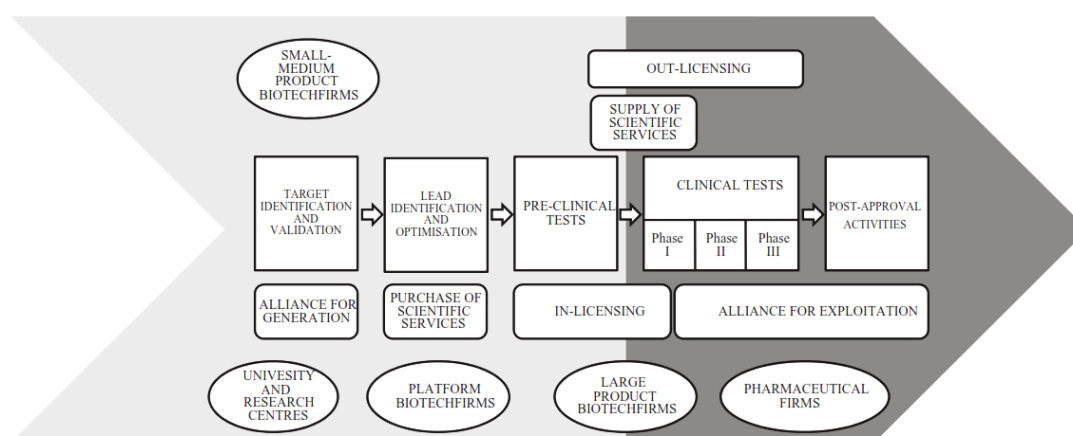 SMALL-
MEDIUM
PRODUCT
BIOTECHFIRMS
OUT-LICENSING
SUPPLY OF
SCIENTIFIC
SERVICES
TARGET
IDENTIFICATION
AND
VALIDATION
LEAD
IDENTIFICATION
AND
OPTIMISATION
PRE-CLINICAL
TESTS
CLINICAL TESTS
Phase
I
Phase
II
Phase
III
POST-APPROVAL
ACTIVITIES
ALLIANCE FOR
GENERATION
PURCHASE OF
SCIENTIFIC
SERVICES
IN-LICENSING
ALLIANCE FOR EXPLOITATION
UNIVESITY
AND
RESEARCH
CENTRES
PLATFORM
BIOTECHFIRMS
LARGE
PRODUCT
BIOTECHFIRMS
PHARMACEUTICAL
FIRMS